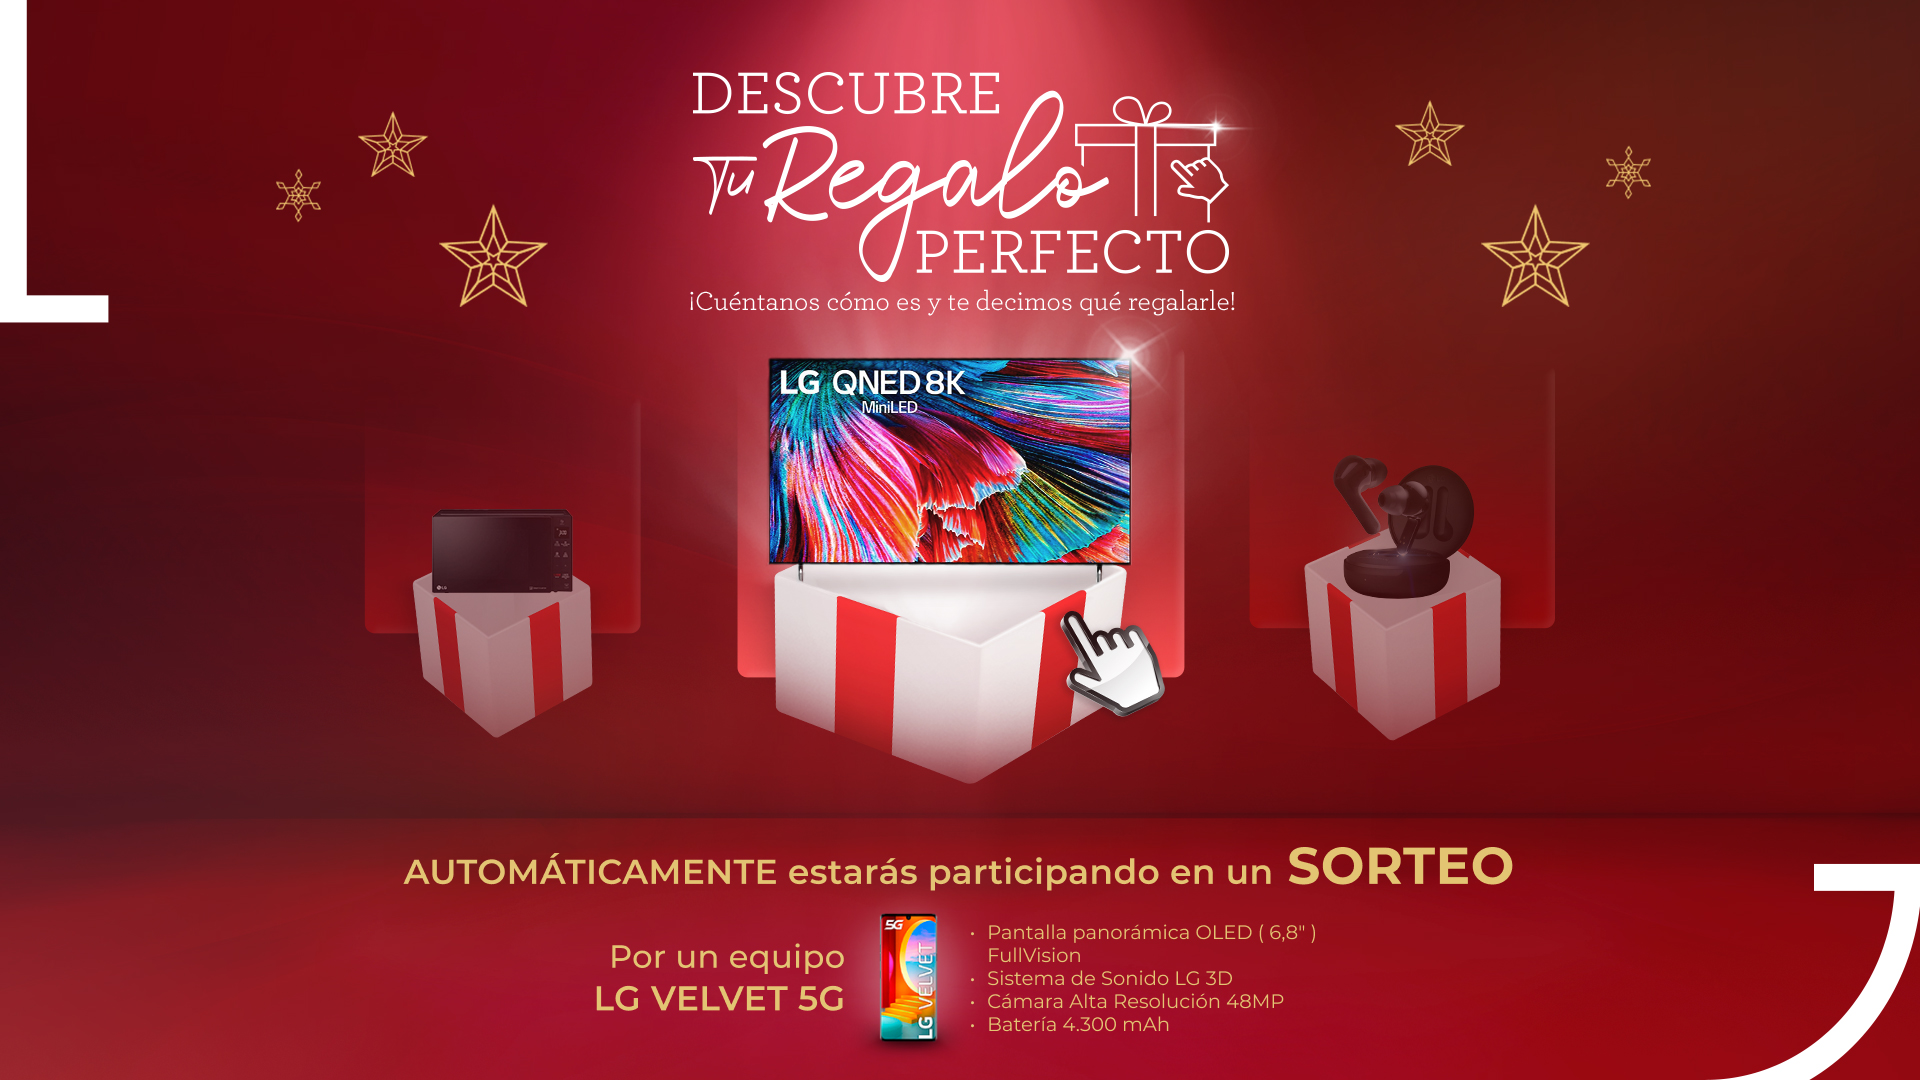 DESCUBRE
Tu Regalo
PERFECTO
¡Cuéntanos cómo es y te decimos qué regalarle!
LG QNED 8K
MiniLED
LG
AUTOMÁTICAMENTE estarás participando en un SORTEO
Por un equipo
LG VELVET 5G
5G
LG VELVET
• Pantalla panorámica OLED ( 6,8" )
FullVision
• Sistema de Sonido LG 3D
• Cámara Alta Resolución 48MP
• Batería 4.300 mAh